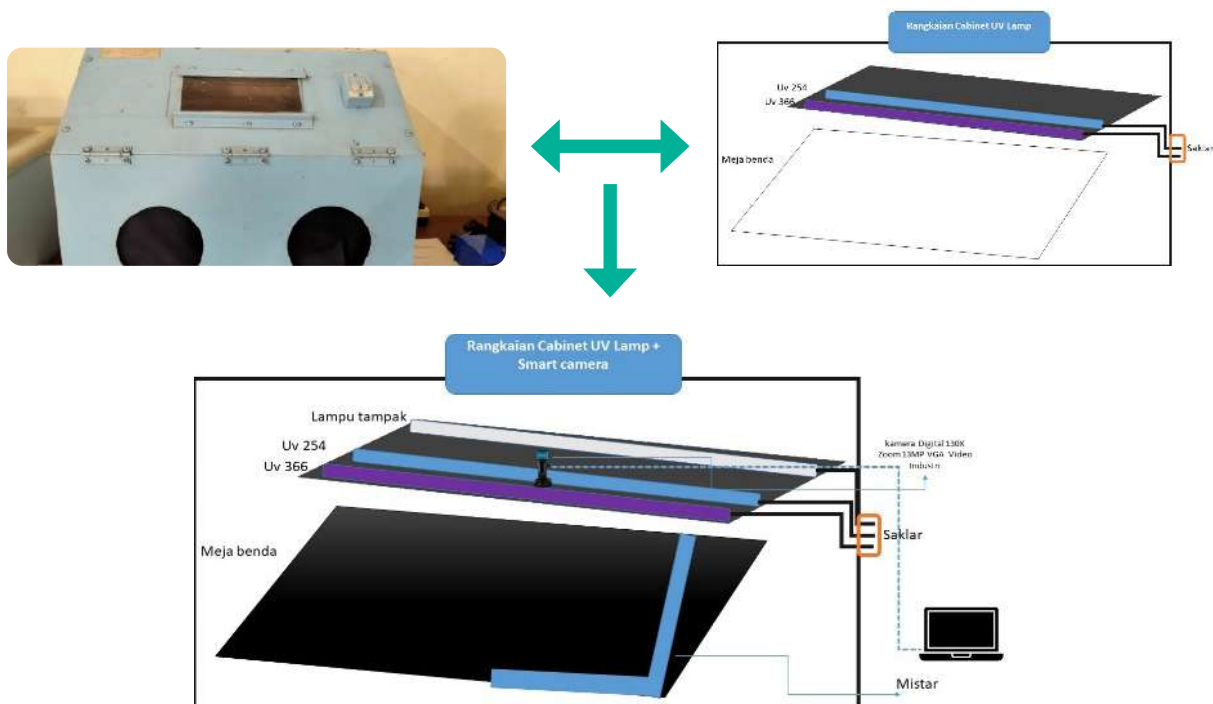 Rangkaian Cabinet UV Lamp
Uv 254
Uv 366
Saklar
Meja benda
Rangkaian Cabinet UV Lamp +
Smart camera
Lampu tampak
Uv 254
Uv 366
kamera Digital 130X
Zoom 13MP VGA Video
Industri
Saklar
Meja benda
Mistar